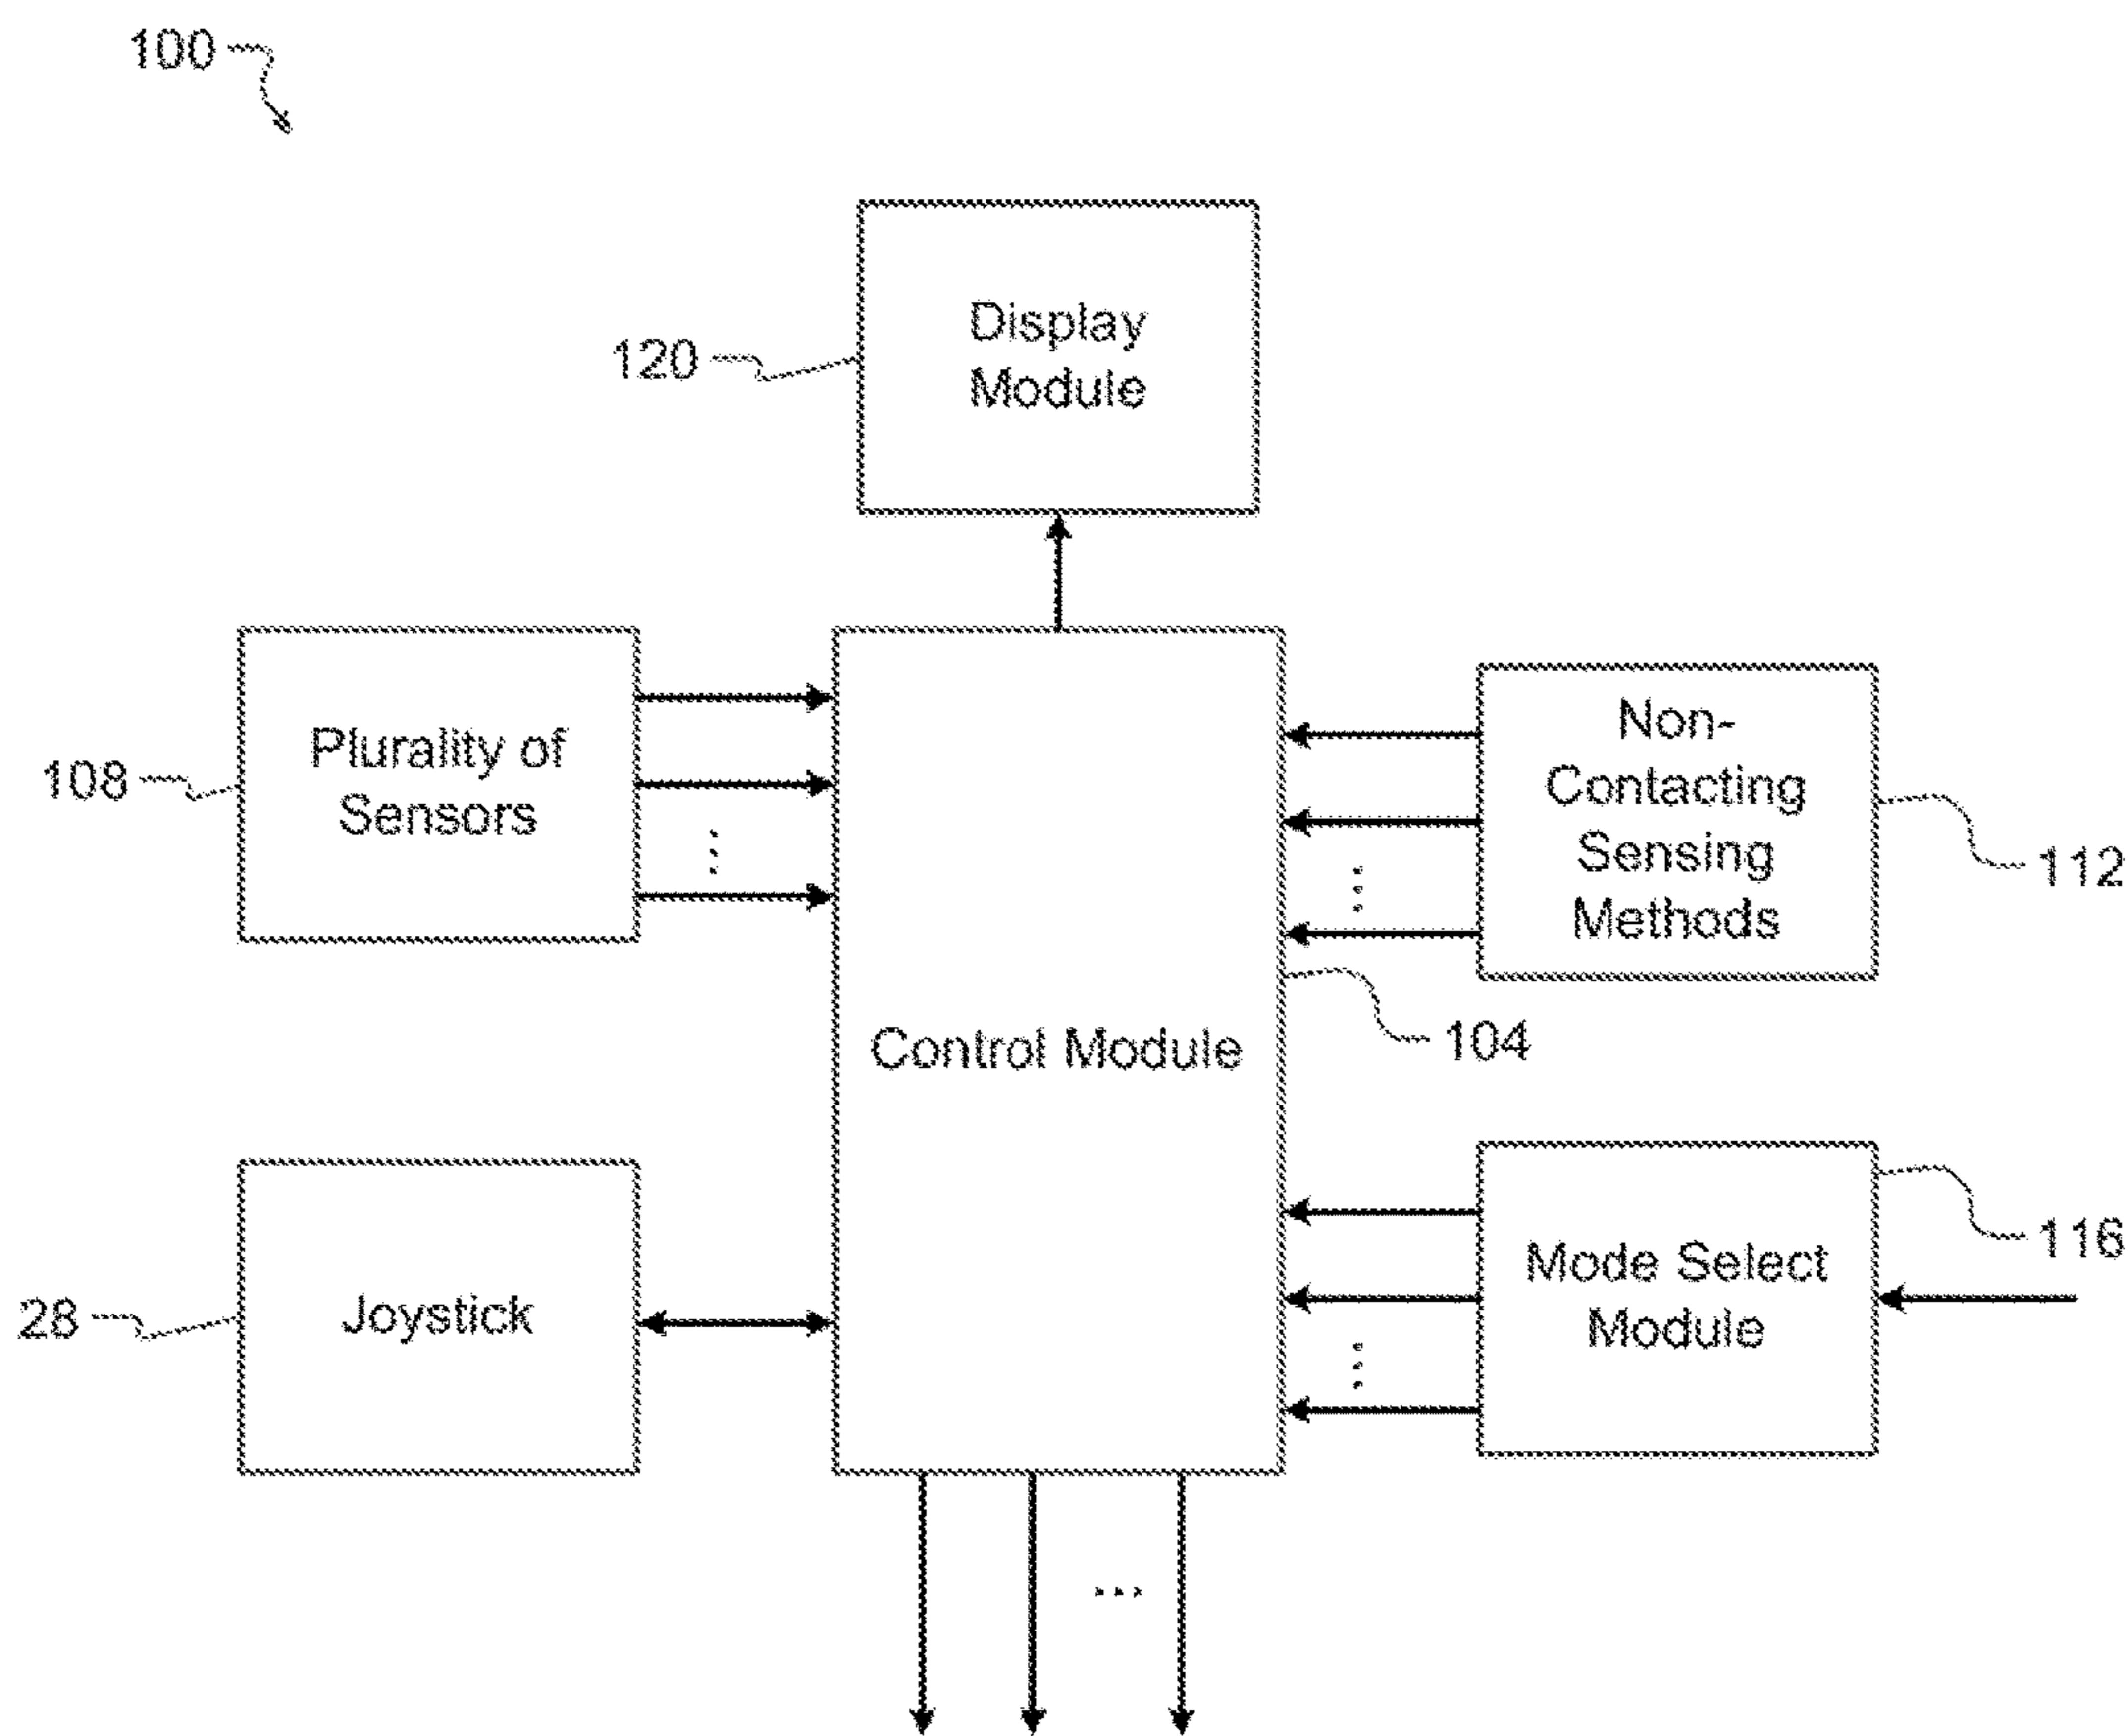 100
Display
Module
120
Plurality of
Sensors
108
Non-
Contacting
Sensing
Methods
112
Control Module
104
Joystick
28
Mode Select
Module
116
...
...
...
...